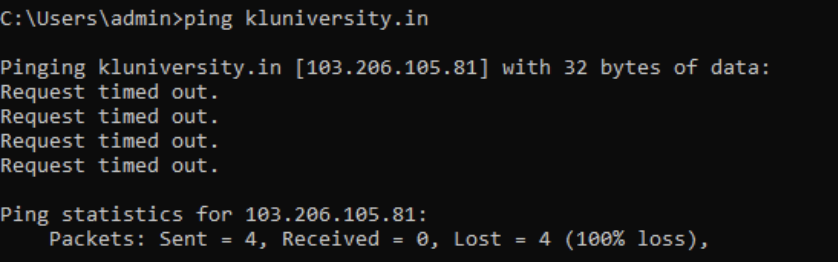 C:\Users\admin>ping kluniversity.in
Pinging kluniversity.in [103.206.105.81] with 32 bytes of data:
Request timed out.
Request timed out.
Request timed out.
Request timed out.
Ping statistics for 103.206.105.81:
Packets: Sent = 4, Received = 0, Lost = 4 (100% loss),